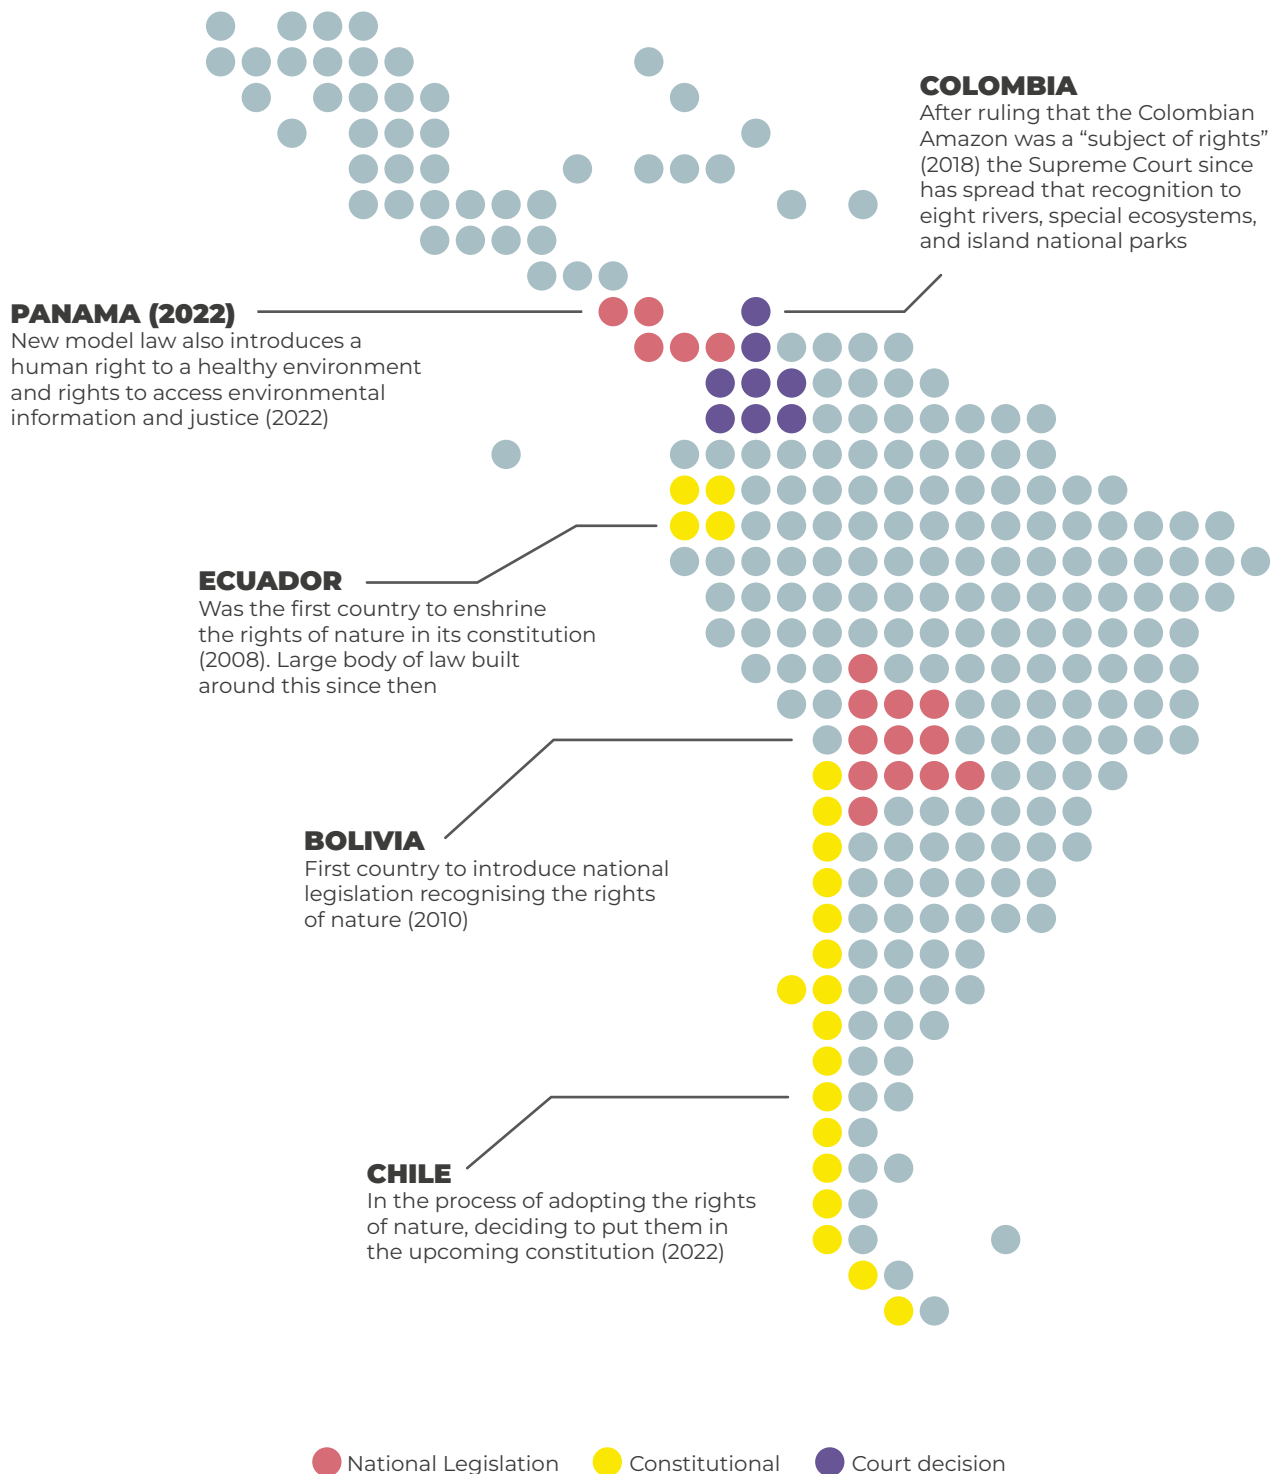 COLOMBIA
After ruling that the Colombian
Amazon was a “subject of rights”
(2018) the Supreme Court since
has spread that recognition to
eight rivers, special ecosystems,
and island national parks
PANAMA (2022)
New model law also introduces a
human right to a healthy environment
and rights to access environmental
information and justice (2022)
ECUADOR
Was the first country to enshrine
the rights of nature in its constitution
(2008). Large body of law built
around this since then
BOLIVIA
First country to introduce national
legislation recognising the rights
of nature (2010)
CHILE
In the process of adopting the rights
of nature, deciding to put them in
the upcoming constitution (2022)
National Legislation
Constitutional
Court decision